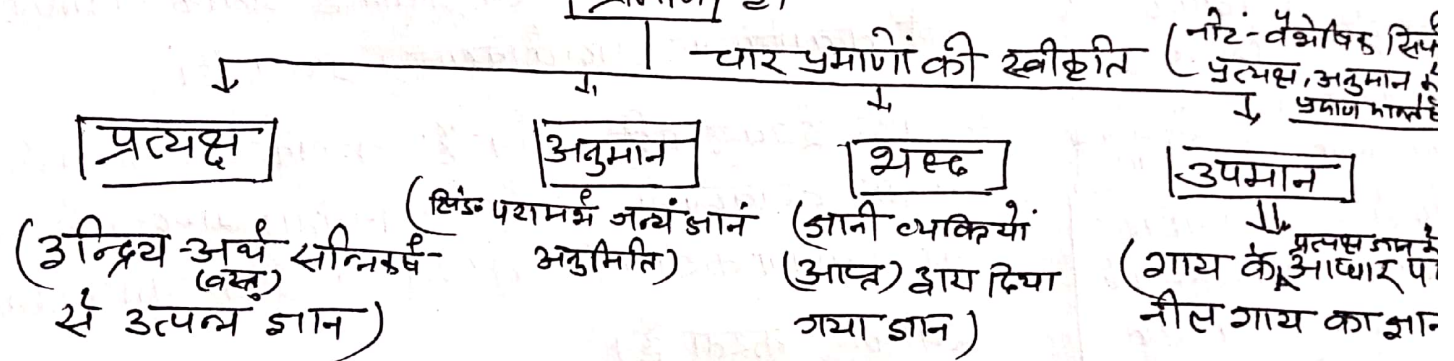 है।
चार प्रमाणों की स्वीकृति
(नोट-वैशेषिक सिर्फ
प्रत्यक्ष, अनुमान
प्रमाण मानते हैं
प्रत्यक्ष
(इन्द्रिय-अर्थ सन्निकर्ष-
(वस्तु)
से उत्पन्न ज्ञान)
अनुमान
(लिंङ परामर्श जन्यं ज्ञानं
अनुमिति)
शब्द
(ज्ञानी व्यक्तियों
(आप्त) द्वारा दिया
गया ज्ञान)
उपमान
प्रत्यक्ष ज्ञान के
(गाय के आधार
नील गाय का ज्ञान